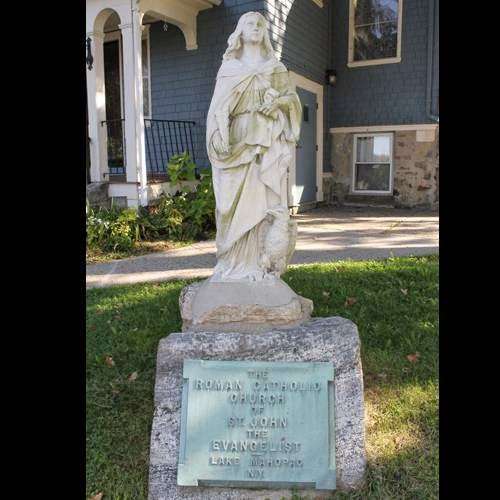 THE
ROMAN CATHOLIC
CHURCH
OF
ST. JOHN
THE
EVANGELIST
LAKE MAHOPAC
N.Y.